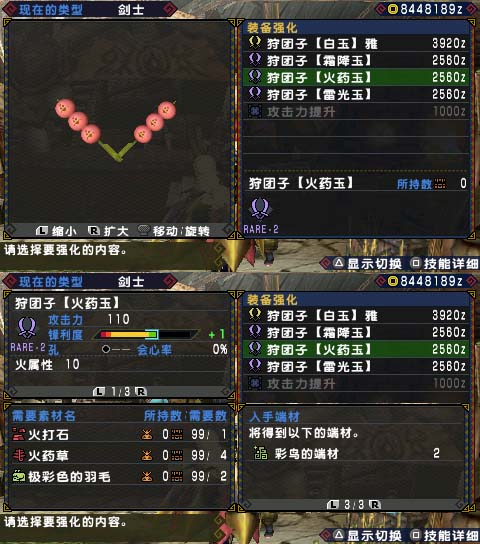 现在的类型 剑士
8448189z
装备强化
狩团子【白玉】雅 3920z
狩团子【霜降玉】 2560z
狩团子【火药玉】 2560z
狩团子【雷光玉】 2560z
攻击力提升 1000z
狩团子【火药玉】 所持数 0
RARE-2
L 缩小 R 扩大 移动/旋转
请选择要强化的内容。
△显示切换 □技能详细
现在的类型 剑士
8448189z
狩团子【火药玉】
攻击力 110
锋利度 +1
RARE-2 孔 ○-- 会心率 0%
火属性 10
L 1/3 R
装备强化
狩团子【白玉】雅 3920z
狩团子【霜降玉】 2560z
狩团子【火药玉】 2560z
狩团子【雷光玉】 2560z
攻击力提升 1000z
需要素材名 所持数 需要数
火打石 0 99/ 1
火药草 0 99/ 4
极彩色的羽毛 0 99/ 2
入手端材
将得到以下的端材。
彩鸟的端材 2
L 3/3 R
请选择要强化的内容。
△显示切换 □技能详细